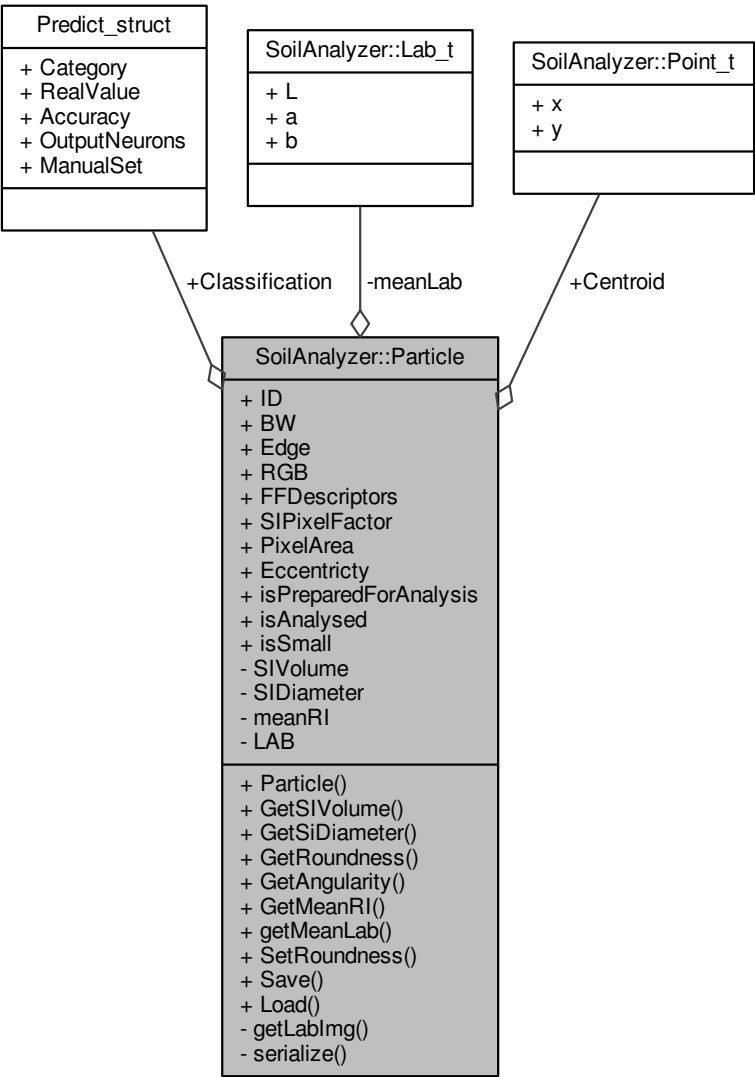 Predict_struct
+ Category
+ RealValue
+ Accuracy
+ OutputNeurons
+ ManualSet
SoilAnalyzer::Lab_t
+ L
+ a
+ b
SoilAnalyzer::Point_t
+ x
+ y
+Classification
-meanLab
+Centroid
SoilAnalyzer::Particle
+ ID
+ BW
+ Edge
+ RGB
+ FFDescriptors
+ SIPixelFactor
+ PixelArea
+ Eccentricty
+ isPreparedForAnalysis
+ isAnalysed
+ isSmall
- SIVolume
- SIDiameter
- meanRI
- LAB
+ Particle()
+ GetSIVolume()
+ GetSiDiameter()
+ GetRoundness()
+ GetAngularity()
+ GetMeanRI()
+ getMeanLab()
+ SetRoundness()
+ Save()
+ Load()
- getLabImg()
- serialize()